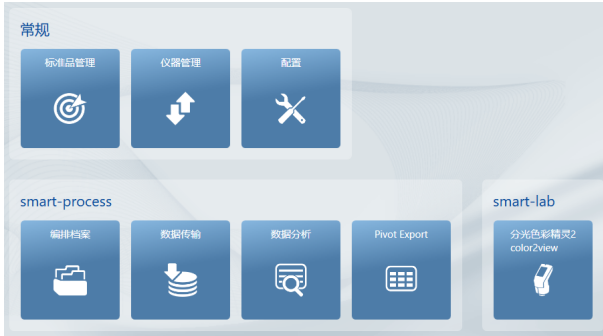 常规
标准品管理
仪器管理
配置
smart-process
smart-lab
编排档案
数据传输
数据分析
Pivot Export
分光色彩精灵2
color2view